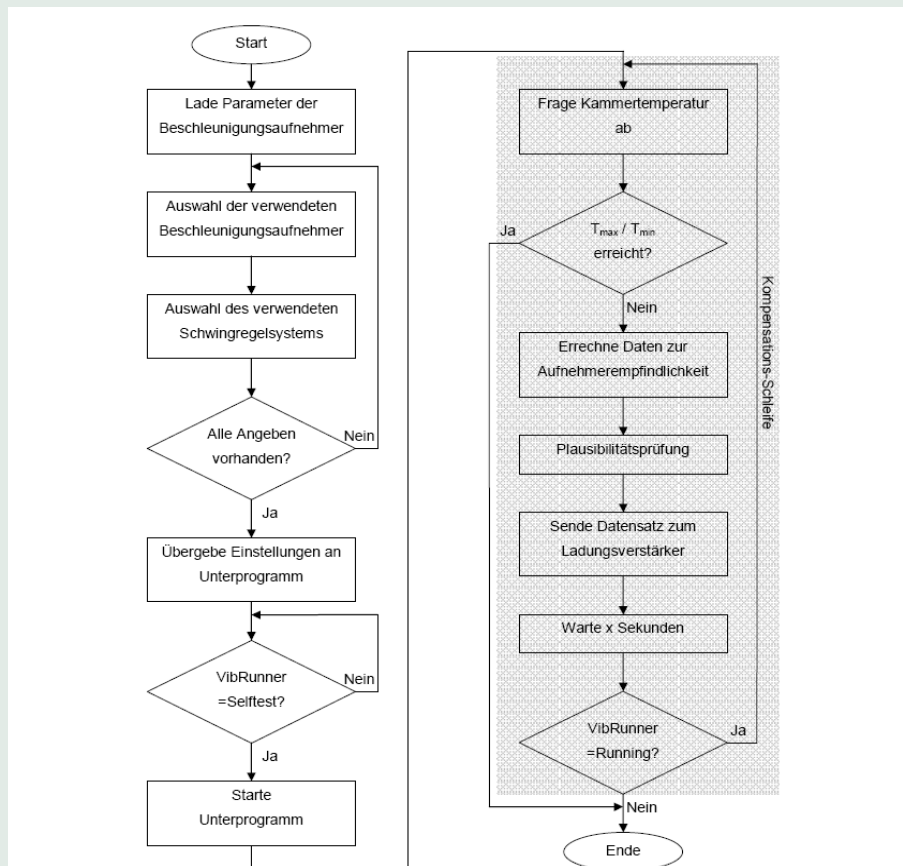 Start
Lade Parameter der
Beschleunigungsaufnehmer
Auswahl der verwendeten
Beschleunigungsaufnehmer
Auswahl des verwendeten
Schwingregelsystems
Alle Angeben
vorhanden?
Nein
Ja
Übergebe Einstellungen an
Unterprogramm
VibRunner
=Selftest?
Nein
Ja
Starte
Unterprogramm
Frage Kammertemperatur
ab
Tmax / Tmin
erreicht?
Ja
Nein
Errechne Daten zur
Aufnehmerempfindlichkeit
Plausibilitätsprüfung
Sende Datensatz zum
Ladungsverstärker
Warte x Sekunden
VibRunner
=Running?
Ja
Nein
Ende
Kompensations-Schleife